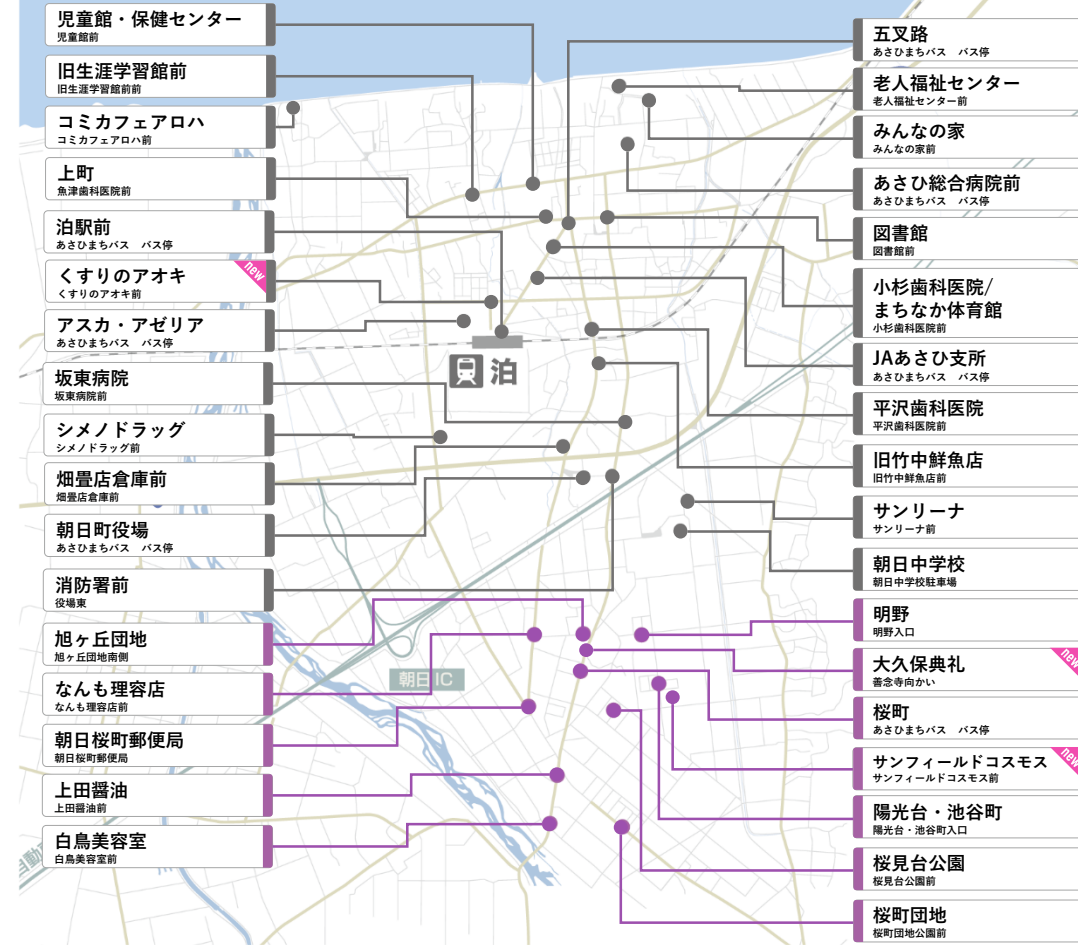 児童館・保健センター
児童館前
旧生涯学習館前
旧生涯学習館前前
コミカフェアロハ
コミカフェアロハ前
上町
魚津歯科医院前
泊駅前
あさひまちバス　バス停
くすりのアオキ
くすりのアオキ前
new
アスカ・アゼリア
あさひまちバス　バス停
坂東病院
坂東病院前
シメノドラッグ
シメノドラッグ前
畑畳店倉庫前
畑畳店倉庫前
朝日町役場
あさひまちバス　バス停
消防署前
役場東
旭ヶ丘団地
旭ヶ丘団地南側
なんも理容店
なんも理容店前
朝日桜町郵便局
朝日桜町郵便局
上田醤油
上田醤油前
白鳥美容室
白鳥美容室前
泊
朝日IC
自動
五叉路
あさひまちバス　バス停
老人福祉センター
老人福祉センター前
みんなの家
みんなの家前
あさひ総合病院前
あさひまちバス　バス停
図書館
図書館前
小杉歯科医院/
まちなか体育館
小杉歯科医院前
JAあさひ支所
あさひまちバス　バス停
平沢歯科医院
平沢歯科医院前
旧竹中鮮魚店
旧竹中鮮魚店前
サンリーナ
サンリーナ前
朝日中学校
朝日中学校駐車場
明野
明野入口
大久保典礼
善念寺向かい
new
桜町
あさひまちバス　バス停
サンフィールドコスモス
サンフィールドコスモス前
new
陽光台・池谷町
陽光台・池谷町入口
桜見台公園
桜見台公園前
桜町団地
桜町団地公園前